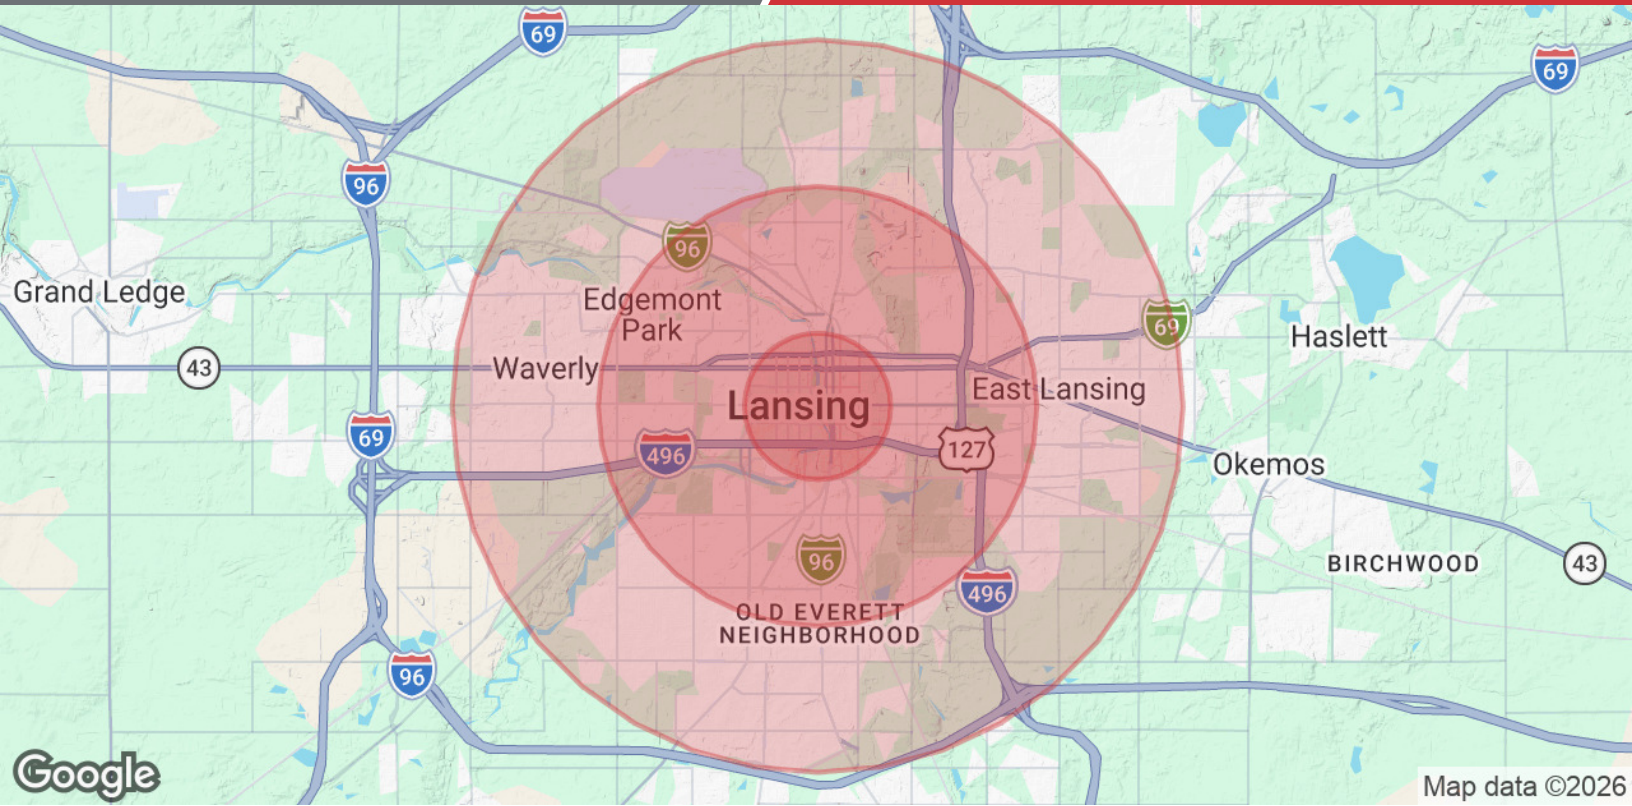 69
69
96
96
Grand Ledge
Edgemont
Park
69
Haslett
43
Waverly
East Lansing
Lansing
69
127
496
Okemos
96
BIRCHWOOD
43
496
OLD EVERETT
NEIGHBORHOOD
96
Google
Map data ©2026